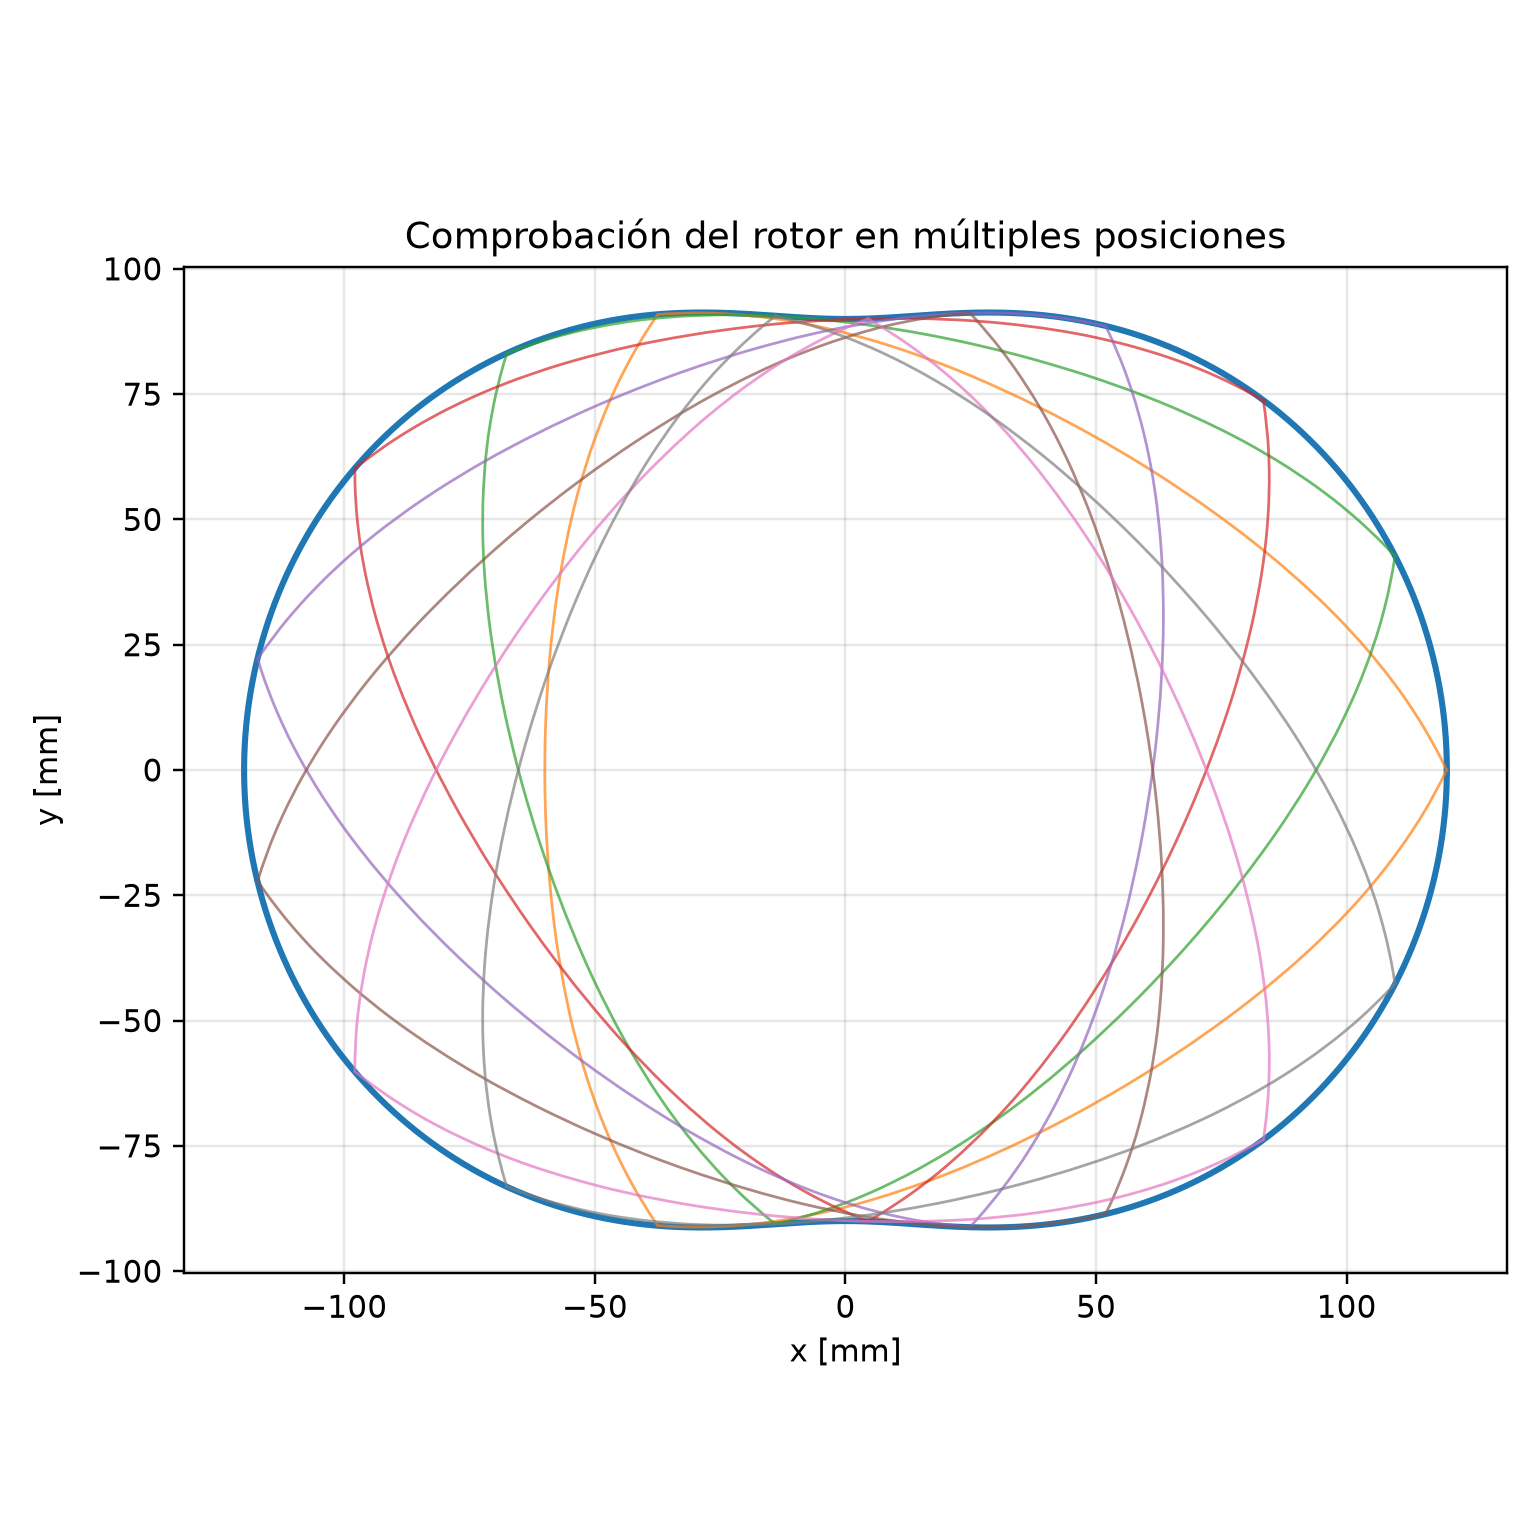 Comprobación del rotor en múltiples posiciones
100
75
50
25
0
−25
−50
−75
−100
y [mm]
−100 −50 0 50 100
x [mm]